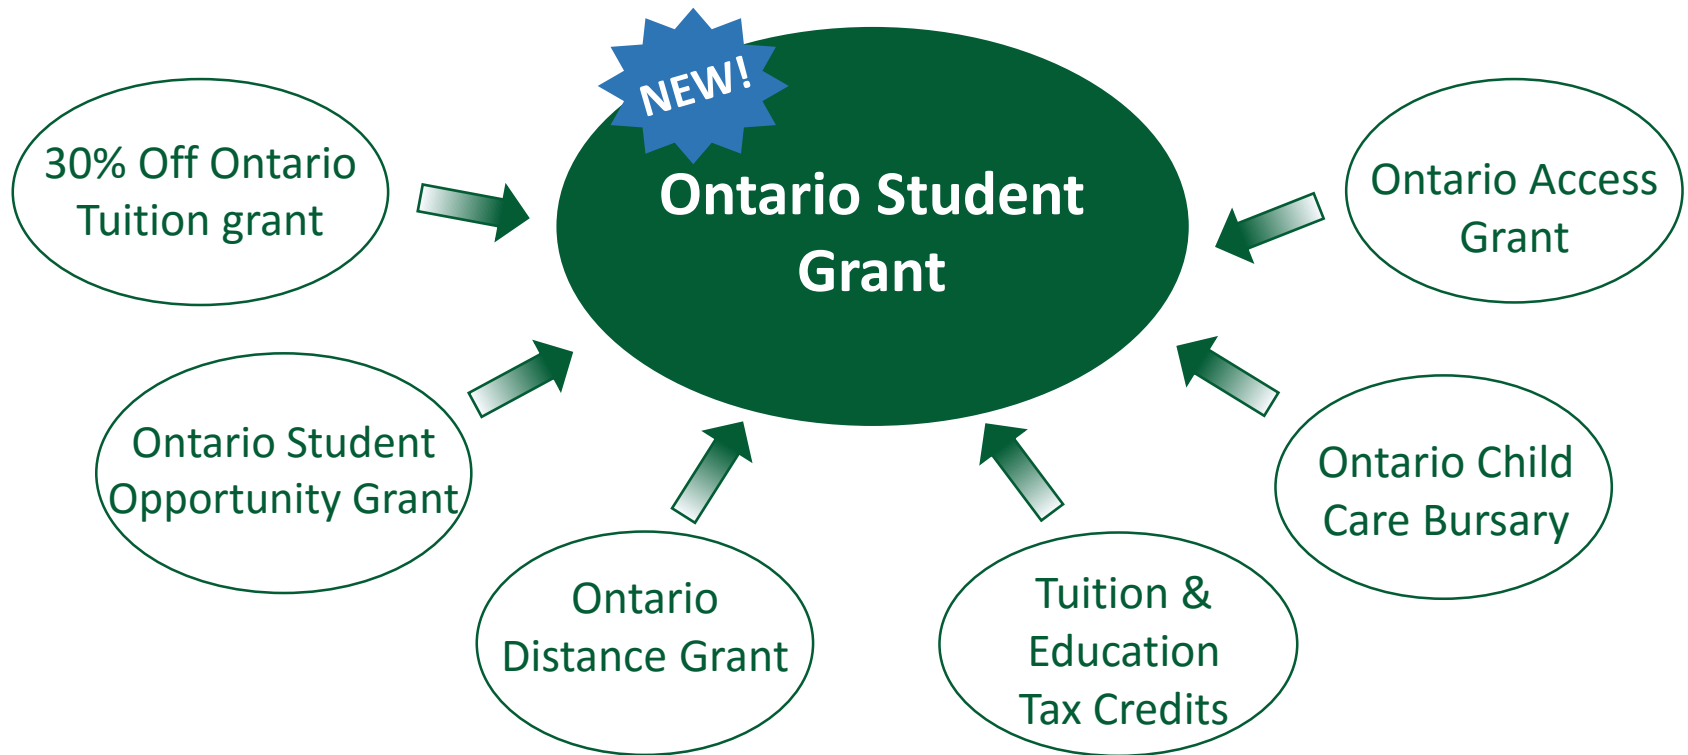 NEW!
Ontario Student
Grant
30% Off Ontario
Tuition grant
Ontario Student
Opportunity Grant
Ontario
Distance Grant
Tuition &
Education
Tax Credits
Ontario Child
Care Bursary
Ontario Access
Grant